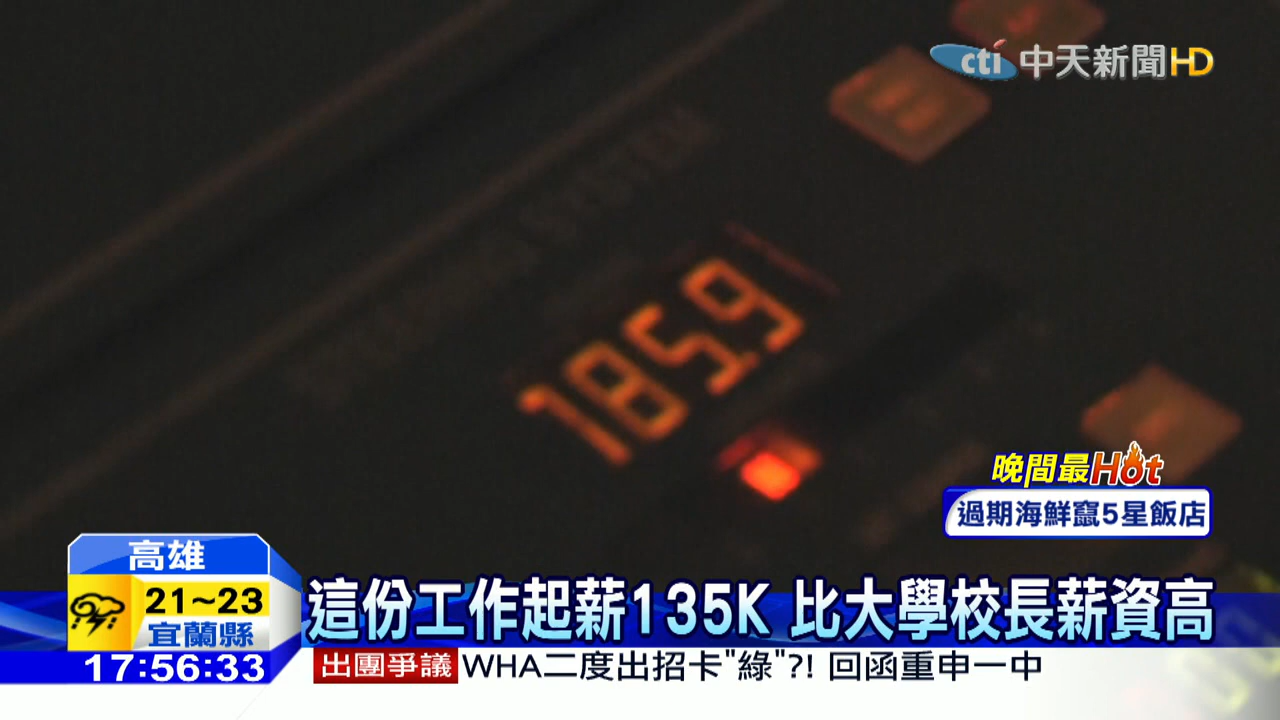 cti 中天新聞HD
1859
晚間最Hot
過期海鮮竄5星飯店
高雄
21~23
宜蘭縣
17:56:33
這份工作起薪135K 比大學校長薪資高
出團爭議 WHA二度出招卡"綠"?! 回函重申一中